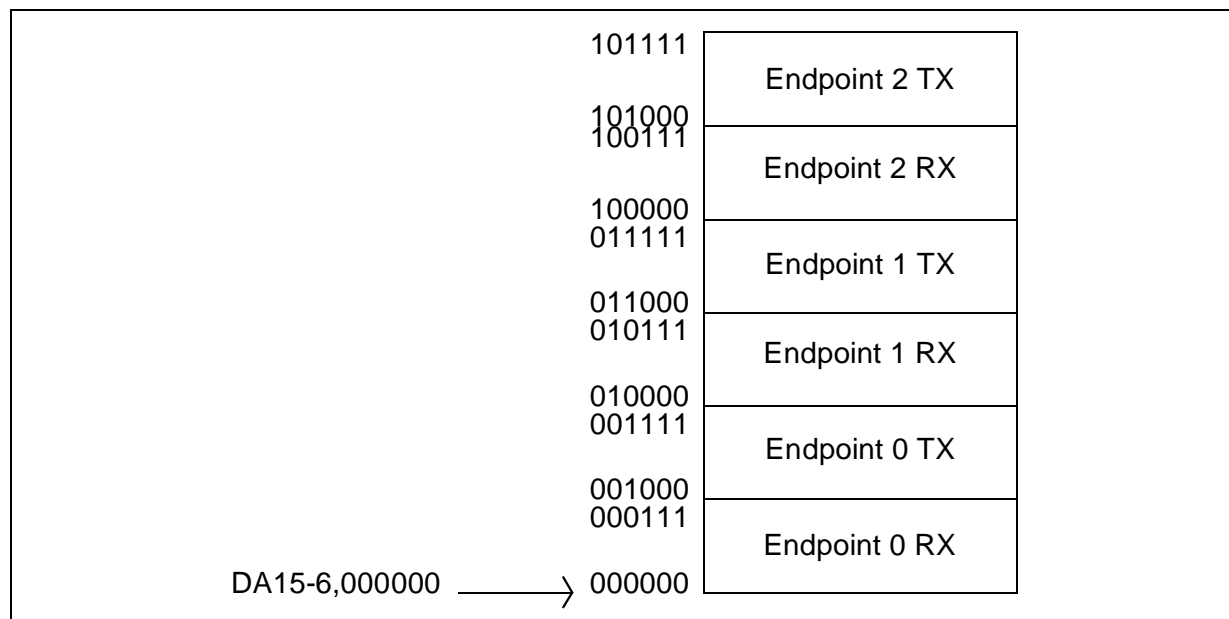 101111
Endpoint 2 TX
101000
100111
Endpoint 2 RX
100000
011111
Endpoint 1 TX
011000
010111
Endpoint 1 RX
010000
001111
Endpoint 0 TX
001000
000111
Endpoint 0 RX
DA15-6,000000 000000